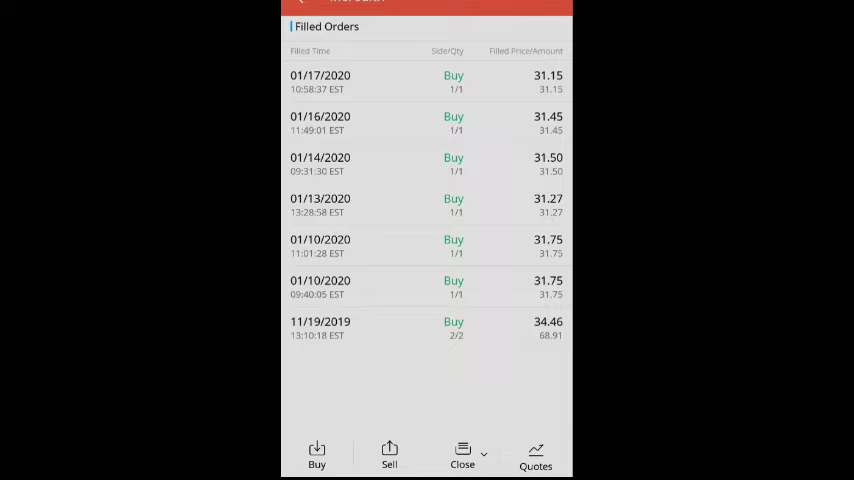 Filled Orders
Filled Time Side/Qty Filled Price/Amount
01/17/2020 Buy 31.15
10:58:37 EST 1/1 31.15
01/16/2020 Buy 31.45
11:49:01 EST 1/1 31.45
01/14/2020 Buy 31.50
09:31:30 EST 1/1 31.50
01/13/2020 Buy 31.27
13:28:58 EST 1/1 31.27
01/10/2020 Buy 31.75
11:01:28 EST 1/1 31.75
01/10/2020 Buy 31.75
09:40:05 EST 1/1 31.75
11/19/2019 Buy 34.46
13:10:18 EST 2/2 68.91
Buy Sell Close Quotes